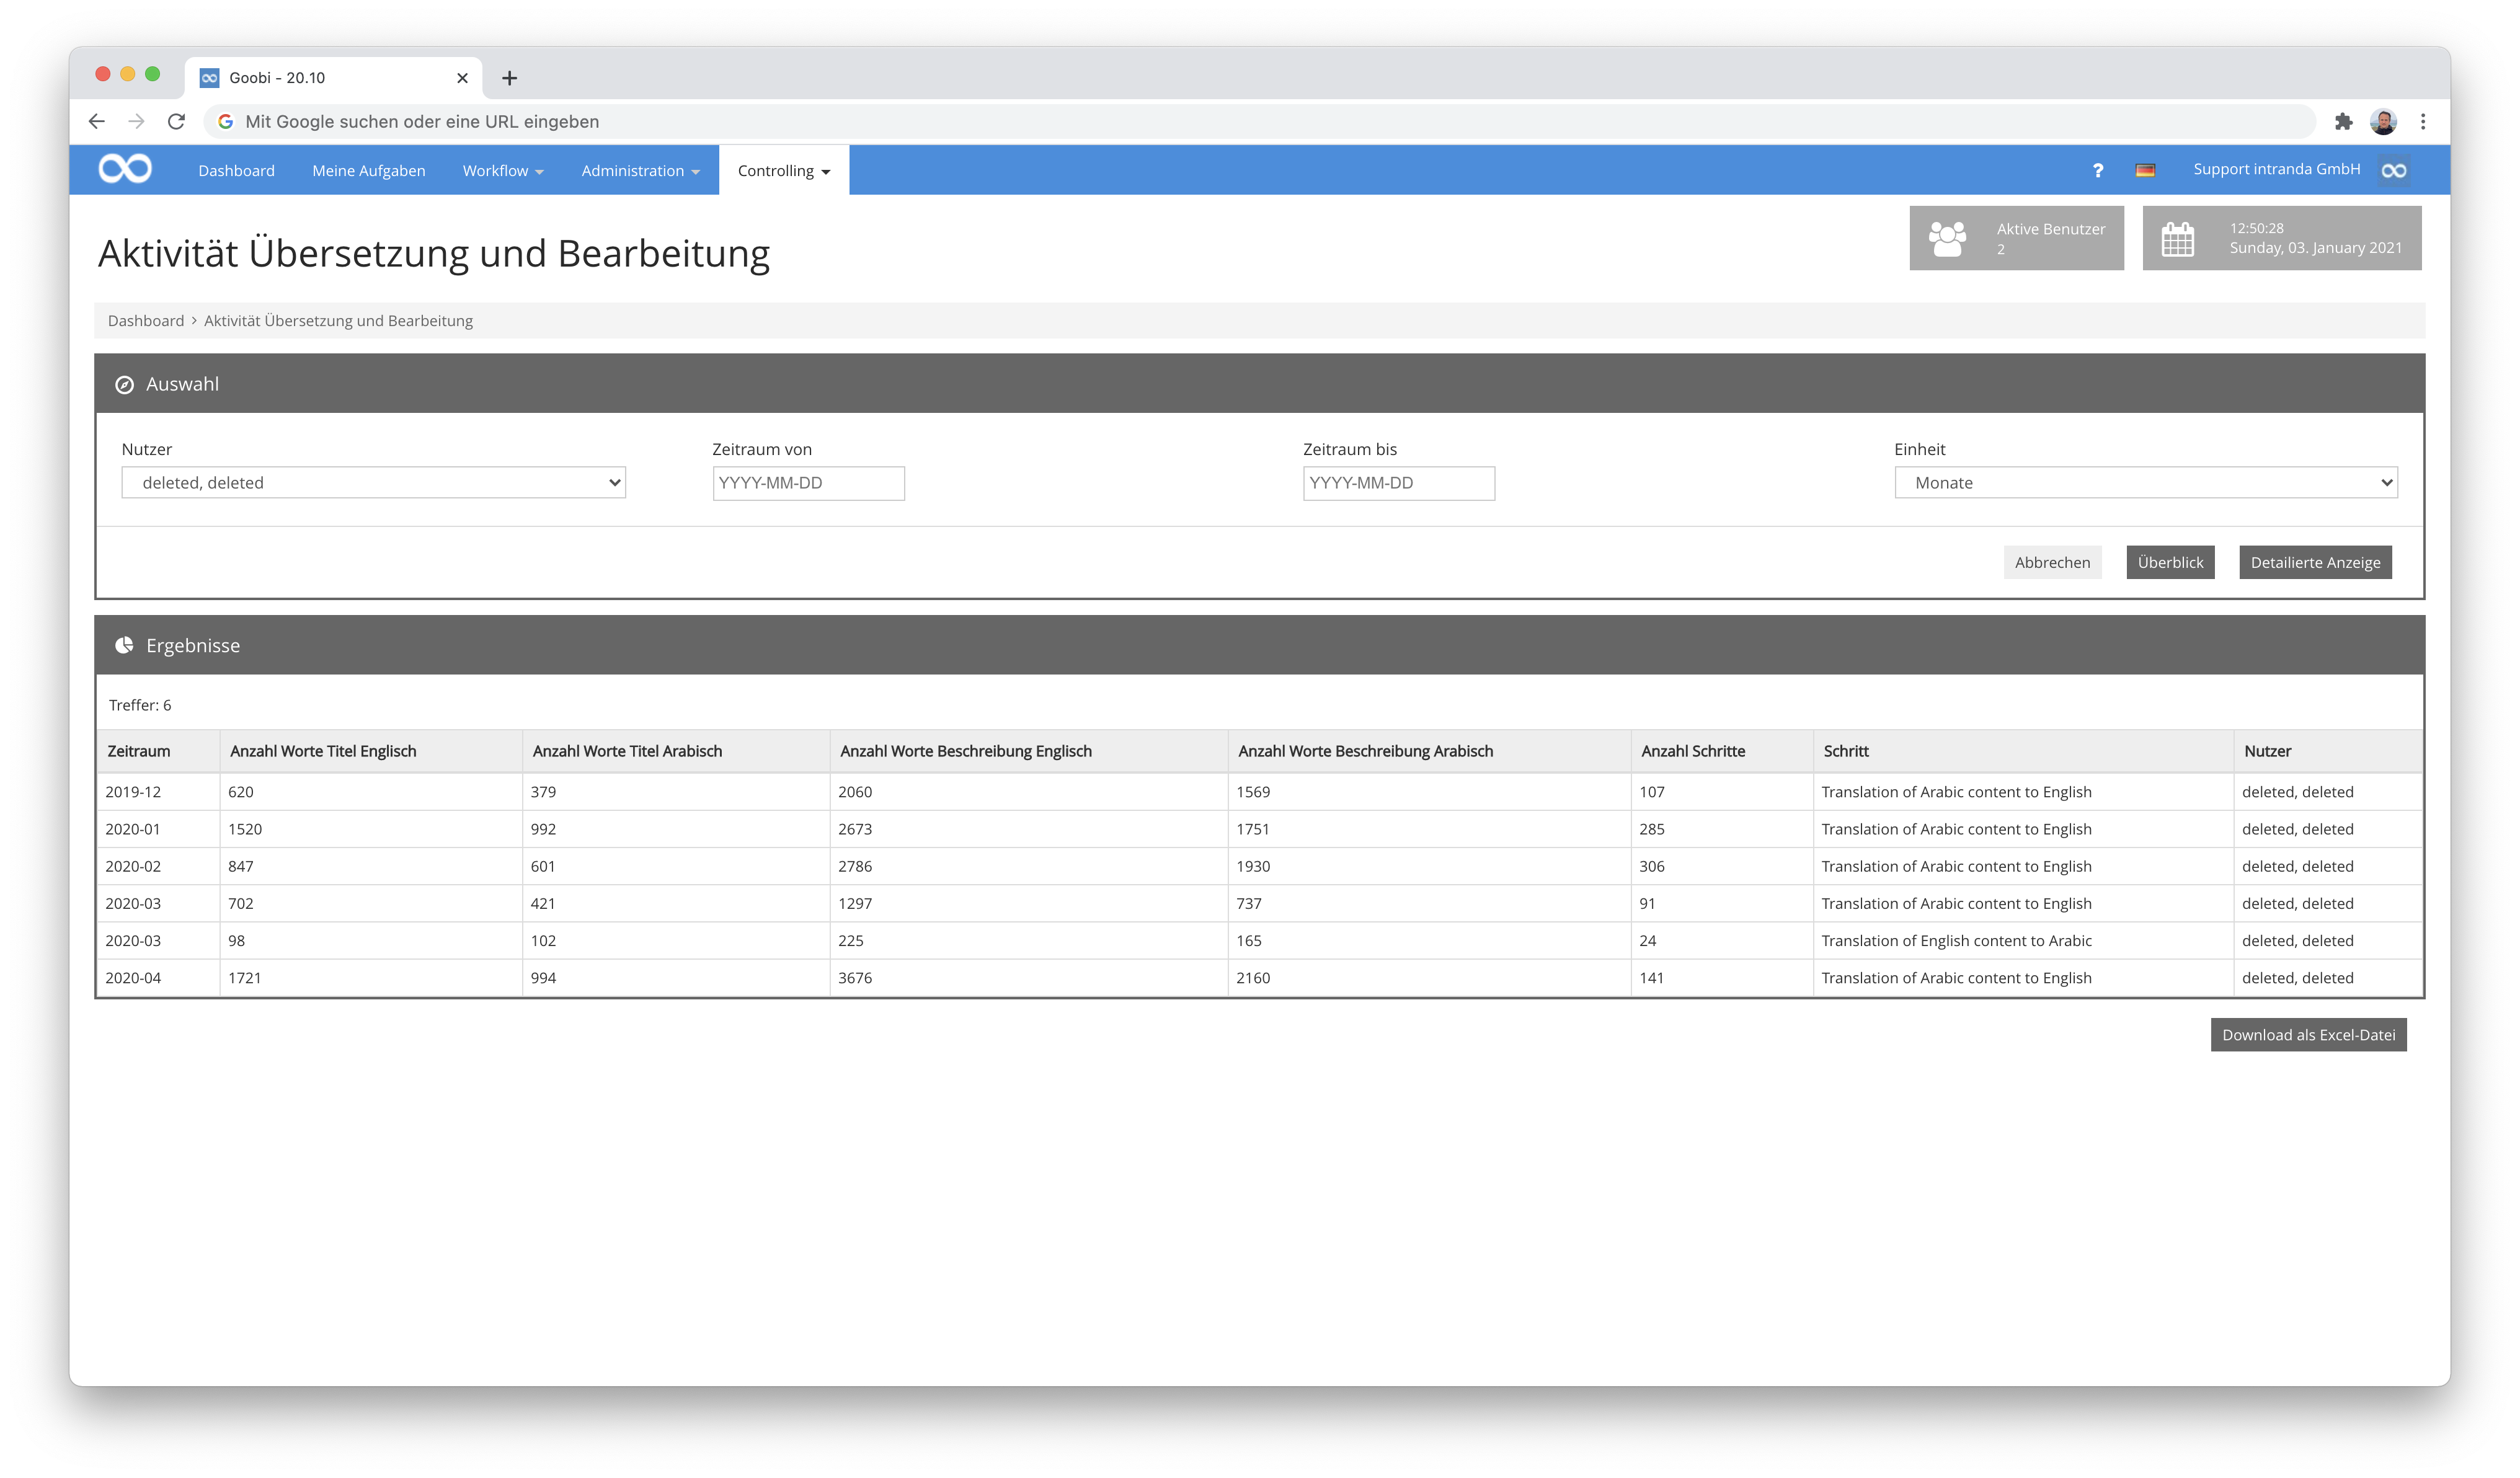 Goobi - 20.10
Mit Google suchen oder eine URL eingeben
Dashboard Meine Aufgaben Workflow Administration Controlling ? Support intranda GmbH
Aktivität Übersetzung und Bearbeitung
Aktive Benutzer
2
12:50:28
Sunday, 03. January 2021
Dashboard > Aktivität Übersetzung und Bearbeitung
Auswahl
Nutzer Zeitraum von Zeitraum bis Einheit
deleted, deleted YYYY-MM-DD YYYY-MM-DD Monate
Abbrechen Überblick Detailierte Anzeige
Ergebnisse
Treffer: 6
Zeitraum Anzahl Worte Titel Englisch Anzahl Worte Titel Arabisch Anzahl Worte Beschreibung Englisch Anzahl Worte Beschreibung Arabisch Anzahl Schritte Schritt Nutzer
2019-12 620 379 2060 1569 107 Translation of Arabic content to English deleted, deleted
2020-01 1520 992 2673 1751 285 Translation of Arabic content to English deleted, deleted
2020-02 847 601 2786 1930 306 Translation of Arabic content to English deleted, deleted
2020-03 702 421 1297 737 91 Translation of Arabic content to English deleted, deleted
2020-03 98 102 225 165 24 Translation of English content to Arabic deleted, deleted
2020-04 1721 994 3676 2160 141 Translation of Arabic content to English deleted, deleted
Download als Excel-Datei